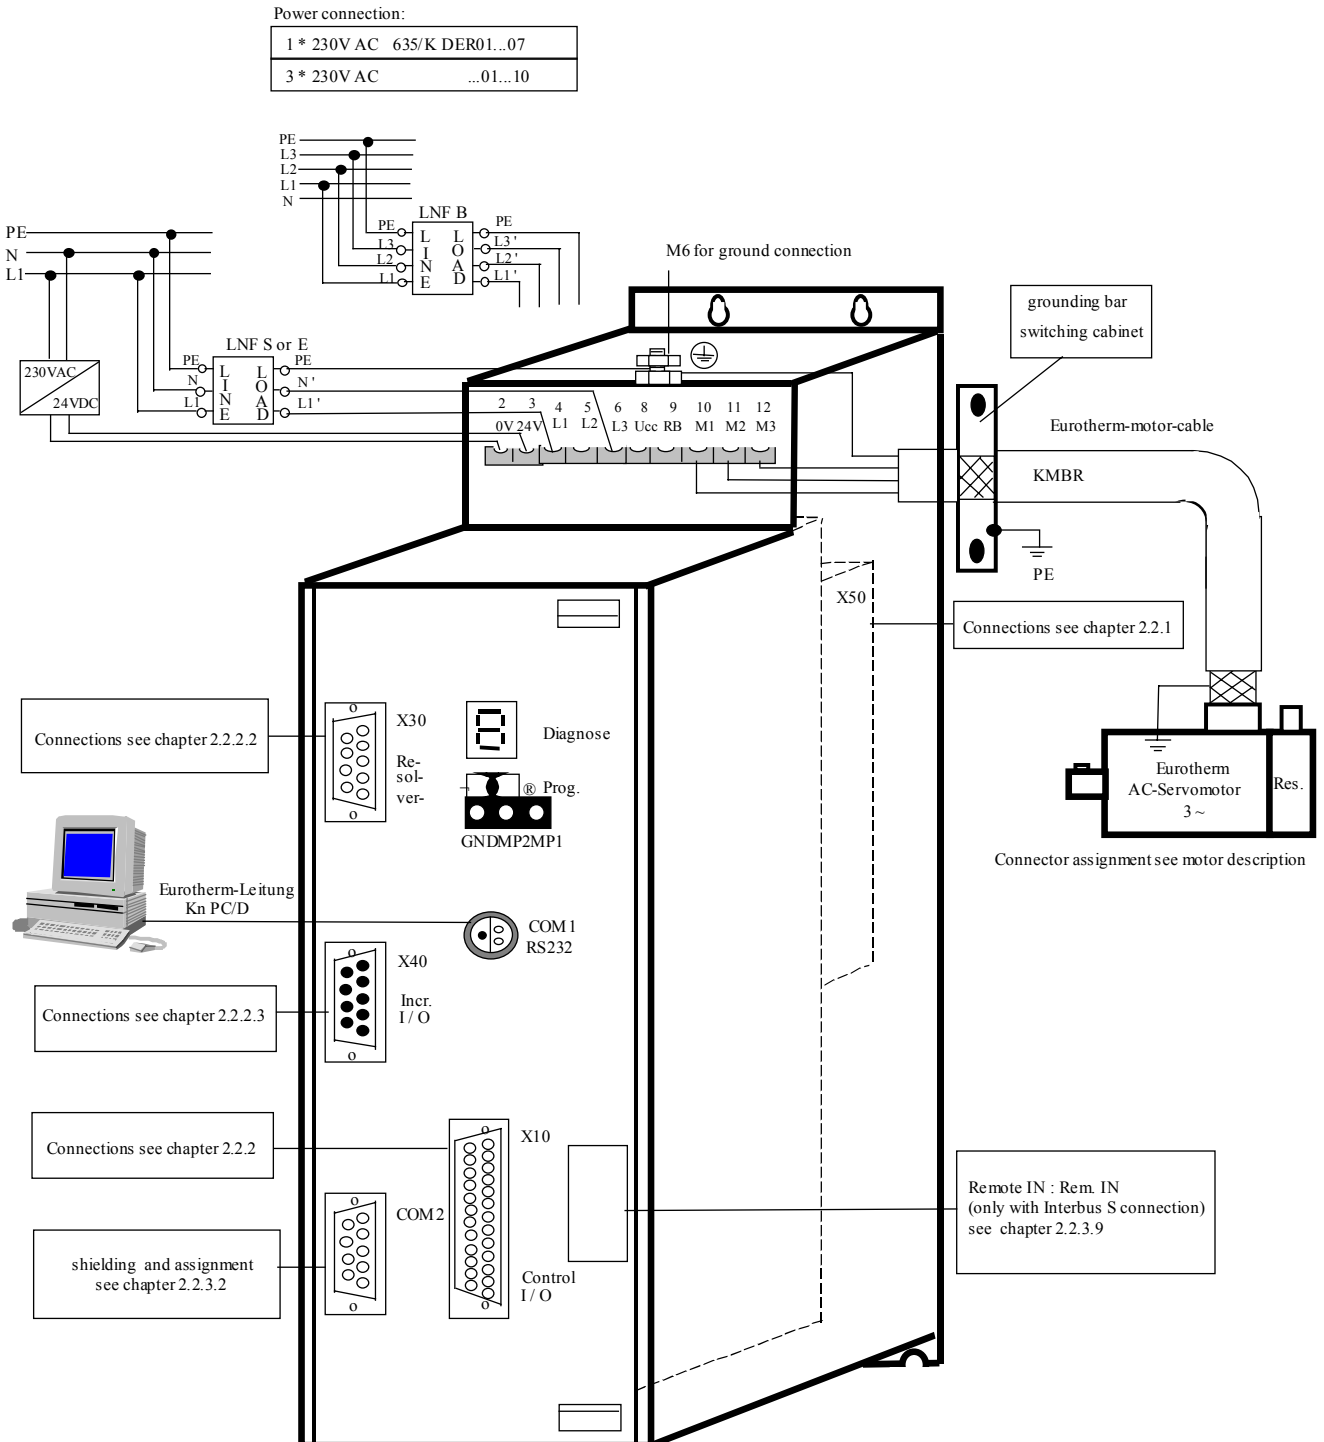 Power connection:
1 * 230V AC 635/K DER01...07
3 * 230V AC ...01...10
PE
L3
L2
L1
N
LNF B
PE
L3
L2
L1
LINE
LOAD
PE
L3'
L2'
L1'
PE
N
L1
230VAC
24VDC
LNF S or E
PE
N
L1
LINE
LOAD
PE
N'
L1'
M6 for ground connection
grounding bar
switching cabinet
2 3 4 5 6 8 9 10 11 12
0V 24V L1 L2 L3 Ucc RB M1 M2 M3
Eurotherm-motor-cable
KMBR
PE
X50
Connections see chapter 2.2.1
Connections see chapter 2.2.2.2
X30
Re-
sol-
ver-
Diagnose
® Prog.
GNDMP2MP1
Eurotherm
AC-Servomotor
3 ~
Res.
Connector assignment see motor description
Eurotherm-Leitung
Kn PC/D
COM1
RS232
X40
Incr.
I / O
Connections see chapter 2.2.2.3
Connections see chapter 2.2.2
X10
COM2
Control
I / O
shielding and assignment
see chapter 2.2.3.2
Remote IN : Rem. IN
(only with Interbus S connection)
see chapter 2.2.3.9